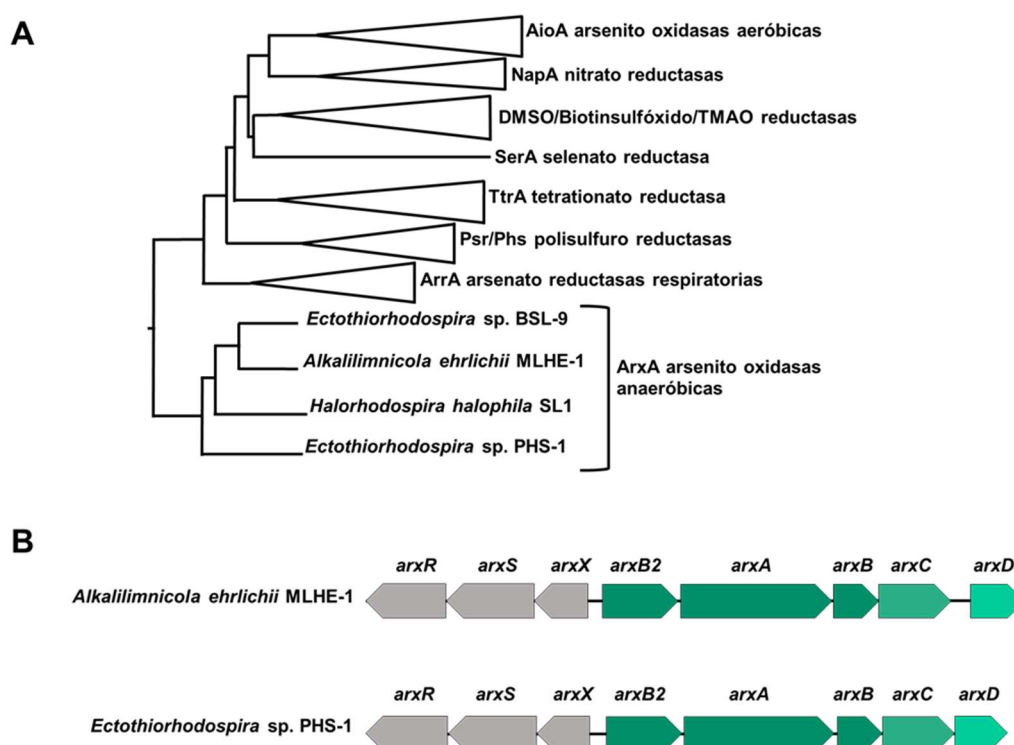 A
AioA arsenito oxidasas aeróbicas
NapA nitrato reductasas
DMSO/Biotinsulfóxido/TMAO reductasas
SerA selenato reductasa
TtrA tetrationato reductasa
Psr/Phs polisulfuro reductasas
ArrA arsenato reductasas respiratorias
Ectothiorhodospira sp. BSL-9
Alkalilimnicola ehrlichii MLHE-1
Halorhodospira halophila SL1
Ectothiorhodospira sp. PHS-1
ArxA arsenito oxidasas
anaeróbicas
B
arxR arxS arxX arxB2 arxA arxB arxC arxD
Alkalilimnicola ehrlichii MLHE-1
arxR arxS arxX arxB2 arxA arxB arxC arxD
Ectothiorhodospira sp. PHS-1